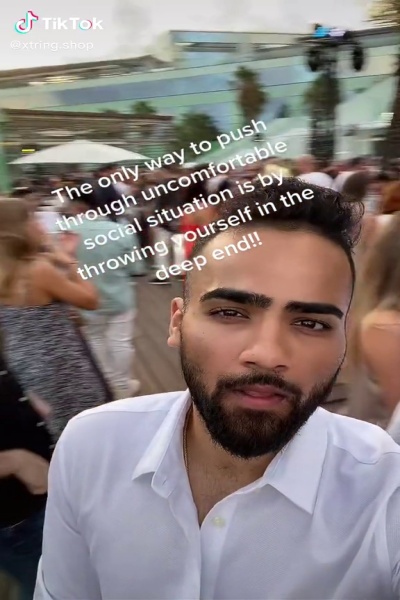 TikTok
@xtring.shop
The only way to push
through uncomfortable
social situation is by
throwing yourself in the
deep end!!